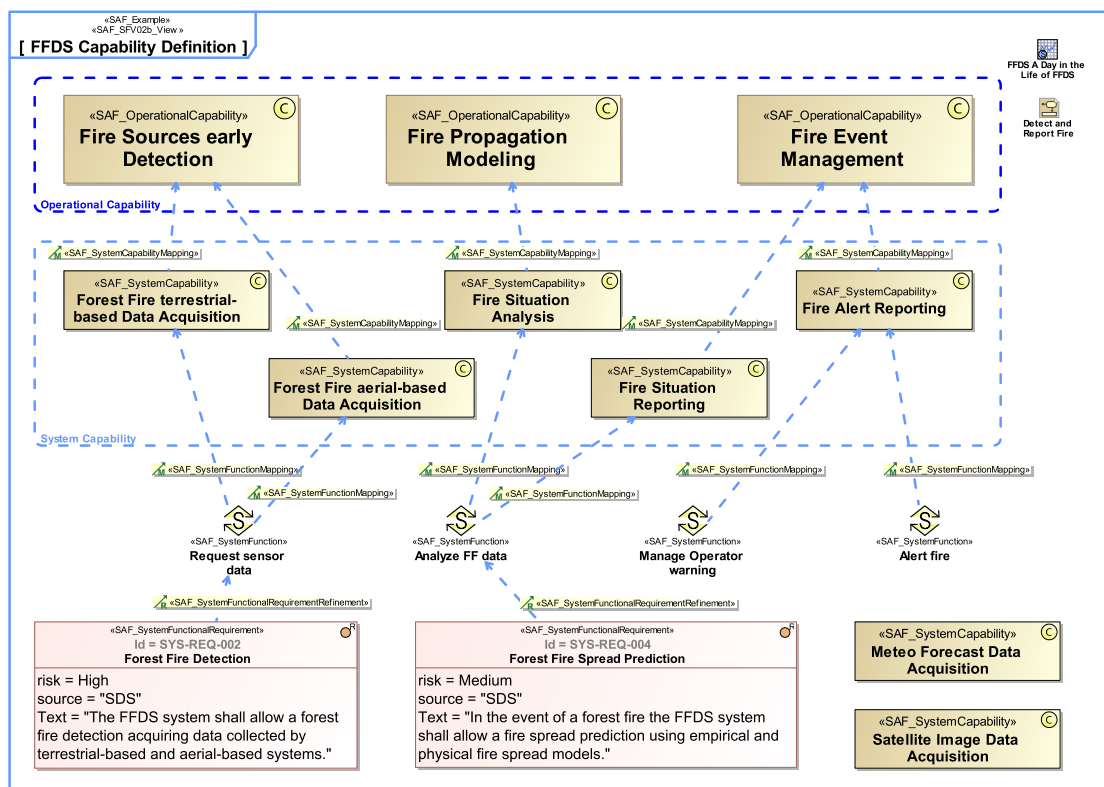 «SAF_Example»
«SAF_SFV02b_View »
[ FFDS Capability Definition ]
FFDS A Day in the
Life of FFDS
Detect and
Report Fire
«SAF_OperationalCapability»
Fire Sources early
Detection
C
«SAF_OperationalCapability»
Fire Propagation
Modeling
C
«SAF_OperationalCapability»
Fire Event
Management
C
Operational Capability
M «SAF_SystemCapabilityMapping»
M «SAF_SystemCapabilityMapping»
M «SAF_SystemCapabilityMapping»
«SAF_SystemCapability»
Forest Fire terrestrial-
based Data Acquisition
C
«SAF_SystemCapability»
Fire Situation
Analysis
C
«SAF_SystemCapability»
Fire Alert Reporting
C
M «SAF_SystemCapabilityMapping»
M «SAF_SystemCapabilityMapping»
«SAF_SystemCapability»
Forest Fire aerial-based
Data Acquisition
C
«SAF_SystemCapability»
Fire Situation
Reporting
C
System Capability
M «SAF_SystemFunctionMapping»
M «SAF_SystemFunctionMapping»
M «SAF_SystemFunctionMapping»
M «SAF_SystemFunctionMapping»
M «SAF_SystemFunctionMapping»
M «SAF_SystemFunctionMapping»
S
«SAF_SystemFunction»
Request sensor
data
S
«SAF_SystemFunction»
Analyze FF data
S
«SAF_SystemFunction»
Manage Operator
warning
S
«SAF_SystemFunction»
Alert fire
R «SAF_SystemFunctionalRequirementRefinement»
R «SAF_SystemFunctionalRequirementRefinement»
«SAF_SystemFunctionalRequirement»
R
Id = SYS-REQ-002
Forest Fire Detection
risk = High
source = "SDS"
Text = "The FFDS system shall allow a forest
fire detection acquiring data collected by
terrestrial-based and aerial-based systems."
«SAF_SystemFunctionalRequirement»
R
Id = SYS-REQ-004
Forest Fire Spread Prediction
risk = Medium
source = "SDS"
Text = "In the event of a forest fire the FFDS system
shall allow a fire spread prediction using empirical and
physical fire spread models."
«SAF_SystemCapability»
Meteo Forecast Data
Acquisition
C
«SAF_SystemCapability»
Satellite Image Data
Acquisition
C